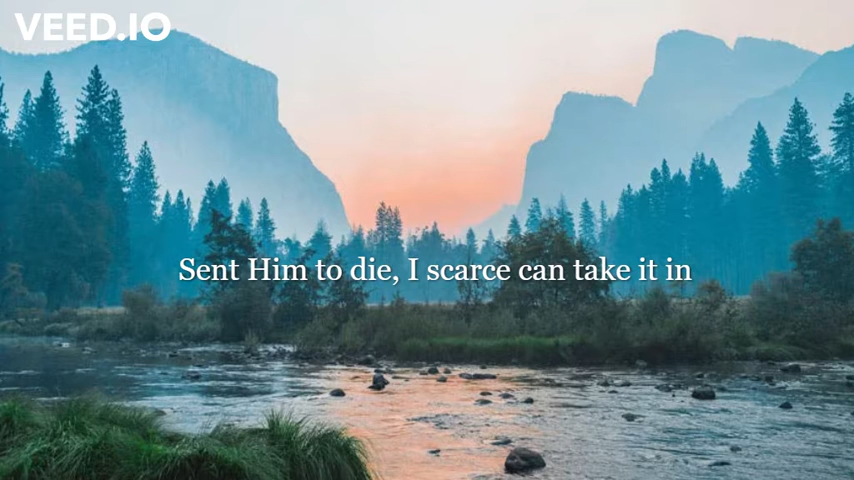 VEED.IO
Sent Him to die, I scarce can take it in